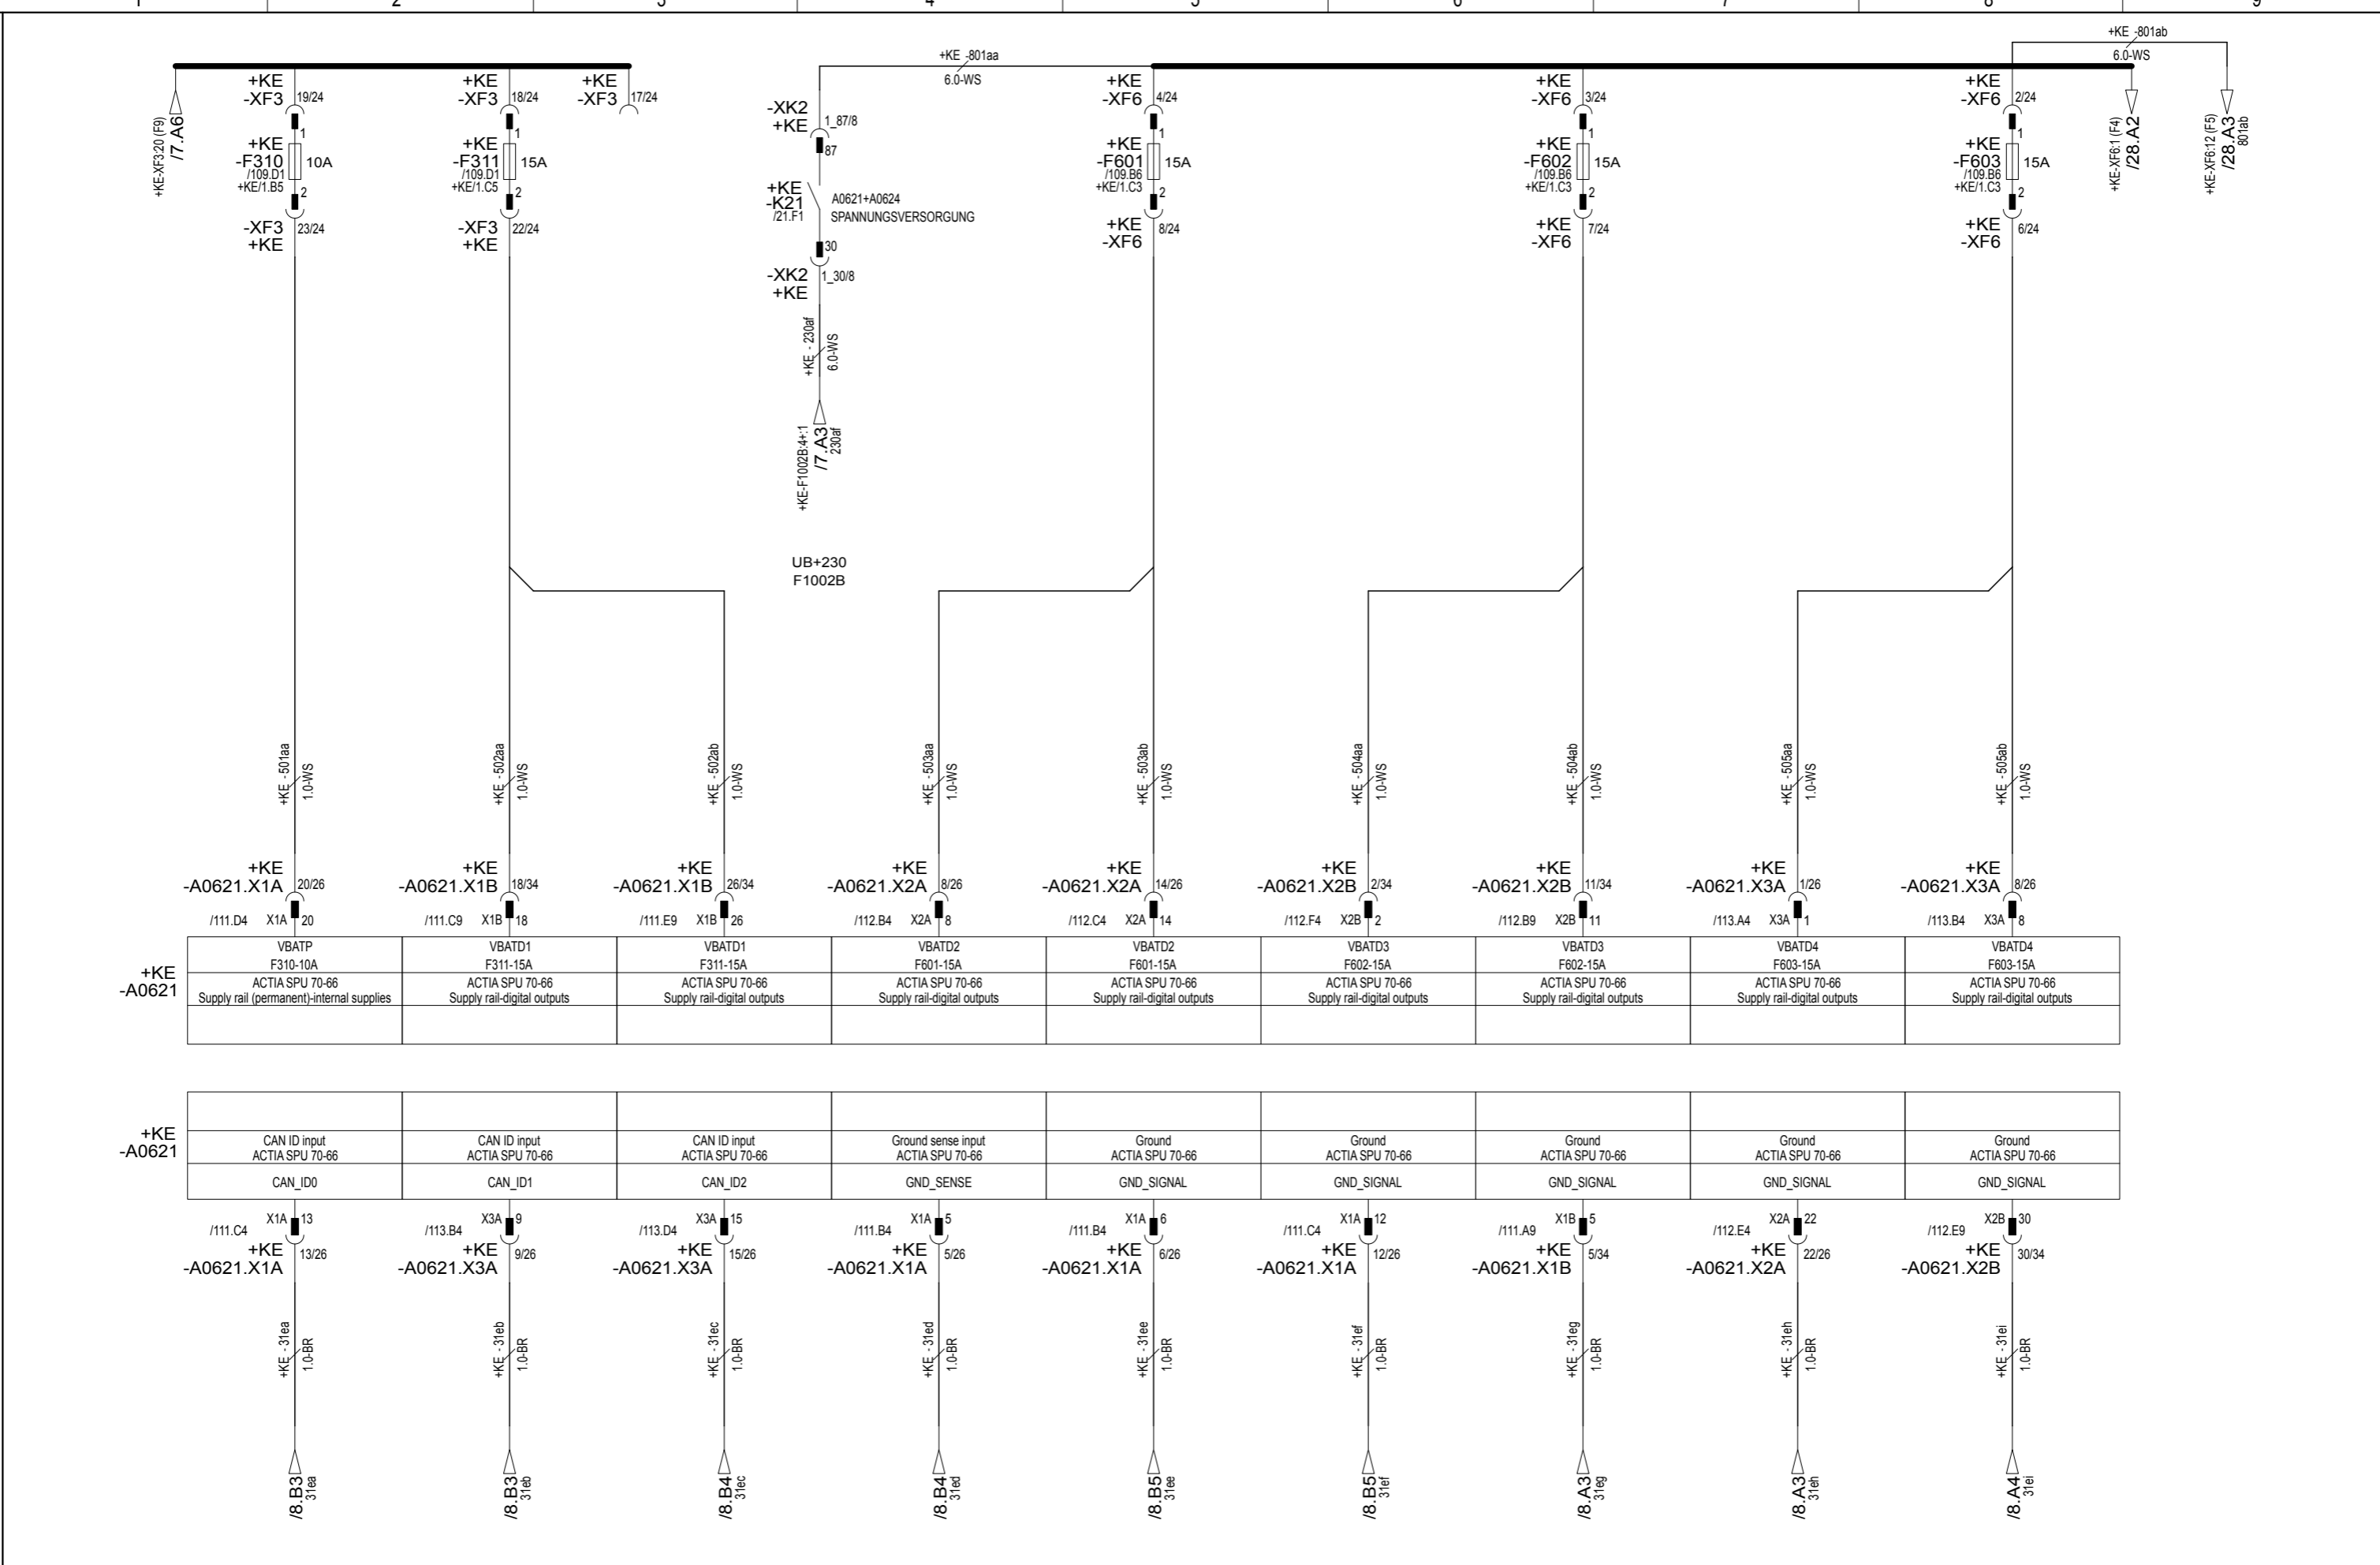 1 2 3 4 5 6 7 8 9
+KE -801aa
6.0-WS
+KE -801ab
6.0-WS
+KE-XF3:20 (F9)
/7.A6
+KE
-XF3 19/24
1
+KE
-F310 10A
/109.D1
+KE/1.B5
2
-XF3 23/24
+KE
+KE
-XF3 18/24
1
+KE
-F311 15A
/109.D1
+KE/1.C5
2
-XF3 22/24
+KE
+KE
-XF3 17/24
-XK2 1_87/8
+KE
87
+KE
-K21
/21.F1
A0621+A0624
SPANNUNGSVERSORGUNG
30
-XK2 1_30/8
+KE
+KE - 230af
6.0-WS
+KE-F1002B:4+:1
/7.A3
230af
UB+230
F1002B
+KE
-XF6 4/24
1
+KE
-F601 15A
/109.B6
+KE/1.C3
2
+KE
-XF6 8/24
+KE
-XF6 3/24
1
+KE
-F602 15A
/109.B6
+KE/1.C3
2
+KE
-XF6 7/24
+KE
-XF6 2/24
1
+KE
-F603 15A
/109.B6
+KE/1.C3
2
+KE
-XF6 6/24
+KE-XF6:1 (F4)
/28.A2
+KE-XF6:12 (F5)
/28.A3
801ab
+KE - 501aa 1.0-WS
+KE - 502aa 1.0-WS
+KE - 502ab 1.0-WS
+KE - 503aa 1.0-WS
+KE - 503ab 1.0-WS
+KE - 504aa 1.0-WS
+KE - 504ab 1.0-WS
+KE - 505aa 1.0-WS
+KE - 505ab 1.0-WS
+KE +KE +KE +KE +KE +KE +KE +KE +KE
-A0621.X1A 20/26 -A0621.X1B 18/34 -A0621.X1B 26/34 -A0621.X2A 8/26 -A0621.X2A 14/26 -A0621.X2B 2/34 -A0621.X2B 11/34 -A0621.X3A 1/26 -A0621.X3A 8/26
/111.D4 X1A 20 /111.C9 X1B 18 /111.E9 X1B 26 /112.B4 X2A 8 /112.C4 X2A 14 /112.F4 X2B 2 /112.B9 X2B 11 /113.A4 X3A 1 /113.B4 X3A 8
VBATP VBATD1 VBATD1 VBATD2 VBATD2 VBATD3 VBATD3 VBATD4 VBATD4
F310-10A F311-15A F311-15A F601-15A F601-15A F602-15A F602-15A F603-15A F603-15A
+KE
-A0621
ACTIA SPU 70-66 ACTIA SPU 70-66 ACTIA SPU 70-66 ACTIA SPU 70-66 ACTIA SPU 70-66 ACTIA SPU 70-66 ACTIA SPU 70-66 ACTIA SPU 70-66 ACTIA SPU 70-66
Supply rail (permanent)-internal supplies Supply rail-digital outputs Supply rail-digital outputs Supply rail-digital outputs Supply rail-digital outputs Supply rail-digital outputs Supply rail-digital outputs Supply rail-digital outputs Supply rail-digital outputs
+KE
-A0621
CAN ID input CAN ID input CAN ID input Ground sense input Ground Ground Ground Ground Ground
ACTIA SPU 70-66 ACTIA SPU 70-66 ACTIA SPU 70-66 ACTIA SPU 70-66 ACTIA SPU 70-66 ACTIA SPU 70-66 ACTIA SPU 70-66 ACTIA SPU 70-66 ACTIA SPU 70-66
CAN_ID0 CAN_ID1 CAN_ID2 GND_SENSE GND_SIGNAL GND_SIGNAL GND_SIGNAL GND_SIGNAL GND_SIGNAL
/111.C4 X1A 13 /113.B4 X3A 9 /113.D4 X3A 15 /111.B4 X1A 5 /111.B4 X1A 6 /111.C4 X1A 12 /111.A9 X1B 5 /112.E4 X2A 22 /112.E9 X2B 30
+KE 13/26 +KE 9/26 +KE 15/26 +KE 5/26 +KE 6/26 +KE 12/26 +KE 5/34 +KE 22/26 +KE 30/34
-A0621.X1A -A0621.X3A -A0621.X3A -A0621.X1A -A0621.X1A -A0621.X1A -A0621.X1B -A0621.X2A -A0621.X2B
+KE - 31ea 1.0-BR
+KE - 31eb 1.0-BR
+KE - 31ec 1.0-BR
+KE - 31ed 1.0-BR
+KE - 31ee 1.0-BR
+KE - 31ef 1.0-BR
+KE - 31eg 1.0-BR
+KE - 31eh 1.0-BR
+KE - 31ei 1.0-BR
/8.B3 31ea
/8.B3 31eb
/8.B4 31ec
/8.B4 31ed
/8.B5 31ee
/8.B5 31ef
/8.A3 31eg
/8.A3 31eh
/8.A4 31ei